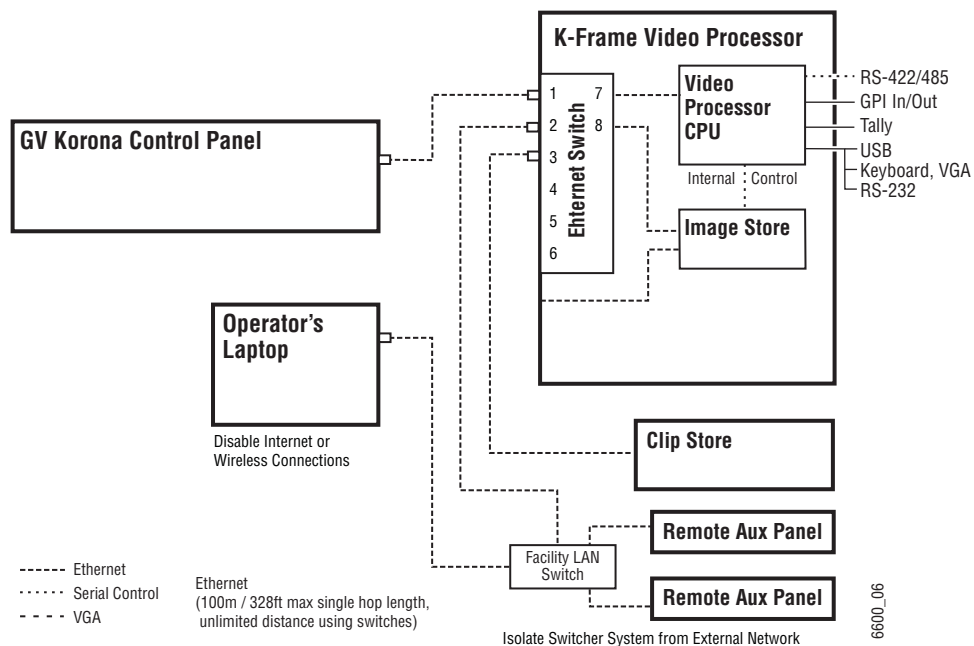 K-Frame Video Processor
1
2
3
4
5
6
7
8
Ehternet Switch
Video
Processor
CPU
Internal
Control
Image Store
RS-422/485
GPI In/Out
Tally
USB
Keyboard, VGA
RS-232
GV Korona Control Panel
Operator's
Laptop
Disable Internet or
Wireless Connections
Clip Store
Remote Aux Panel
Facility LAN
Switch
Remote Aux Panel
Isolate Switcher System from External Network
Ethernet
Serial Control
VGA
Ethernet
(100m / 328ft max single hop length,
unlimited distance using switches)
6600_06